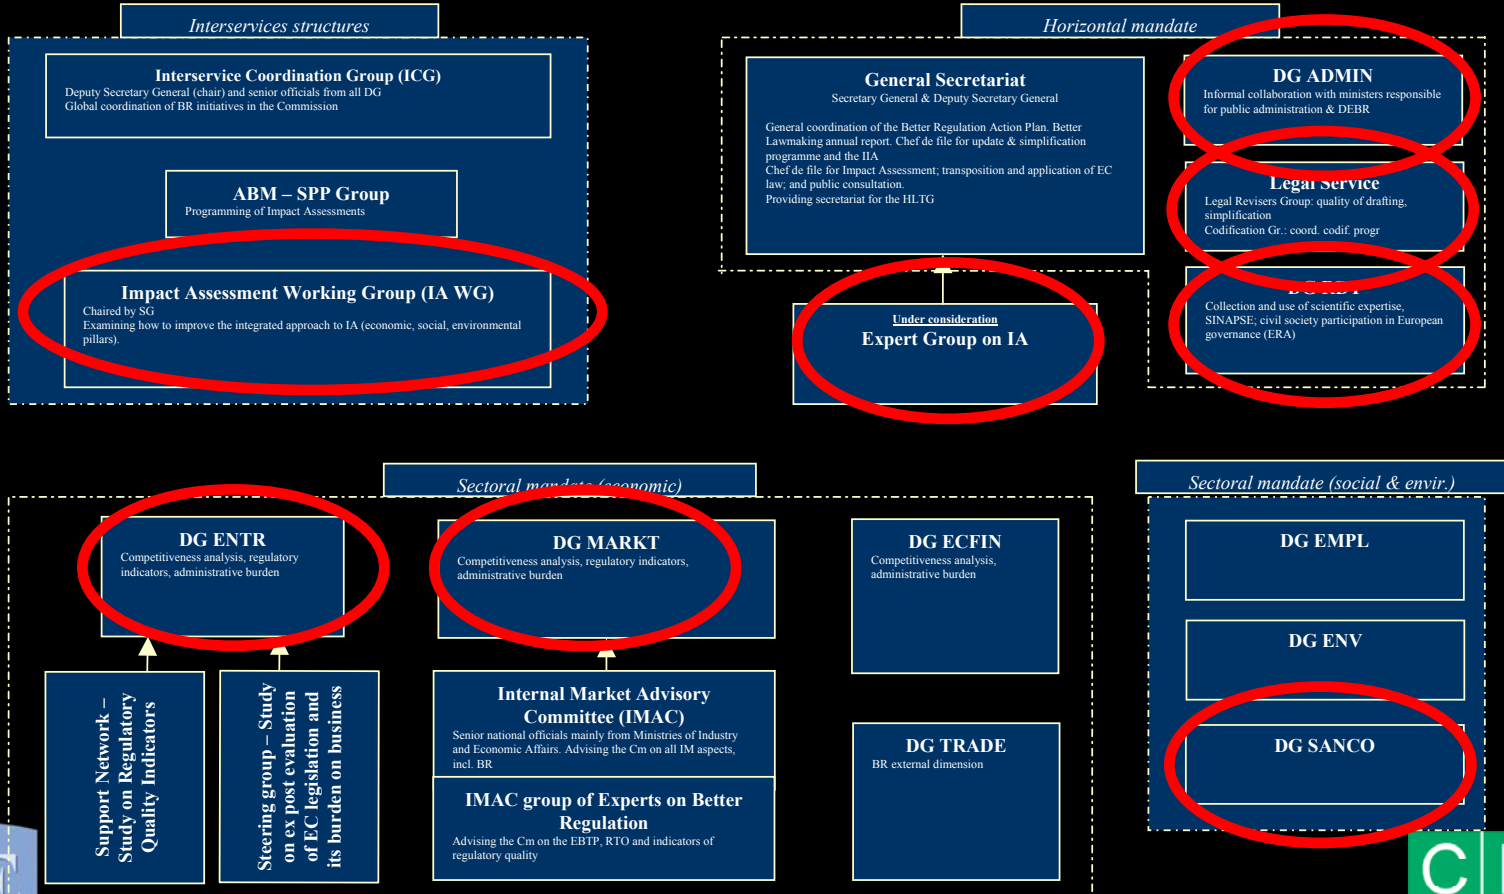 Interservices structures
Interservice Coordination Group (ICG)
Deputy Secretary General (chair) and senior officials from all DG
Global coordination of BR initiatives in the Commission
ABM – SPP Group
Programming of Impact Assessments
Impact Assessment Working Group (IA WG)
Chaired by SG
Examining how to improve the integrated approach to IA (economic, social, environmental
pillars).
Horizontal mandate
General Secretariat
Secretary General & Deputy Secretary General
General coordination of the Better Regulation Action Plan. Better
Lawmaking annual report. Chef de file for update & simplification
programme and the IIA
Chef de file for Impact Assessment; transposition and application of EC
law; and public consultation.
Providing secretariat for the HLTG
Under consideration
Expert Group on IA
DG ADMIN
Informal collaboration with ministers responsible
for public administration & DEBR
Legal Service
Legal Revisers Group: quality of drafting,
simplification
Codification Gr.: coord. codif. progr
DG
Collection and use of scientific expertise,
SINAPSE; civil society participation in European
governance (ERA)
Sectoral mandate (economic)
DG ENTR
Competitiveness analysis, regulatory
indicators, administrative burden
Support Network –
Study on Regulatory
Quality Indicators
Steering group – Study
on ex post evaluation
of EC legislation and
its burden on business
DG MARKT
Competitiveness analysis, regulatory indicators,
administrative burden
Internal Market Advisory
Committee (IMAC)
Senior national officials mainly from Ministries of Industry
and Economic Affairs. Advising the Cm on all IM aspects,
incl. BR
IMAC group of Experts on Better
Regulation
Advising the Cm on the EBTP, RTO and indicators of
regulatory quality
DG ECFIN
Competitiveness analysis,
administrative burden
DG TRADE
BR external dimension
Sectoral mandate (social & envir.)
DG EMPL
DG ENV
DG SANCO
C